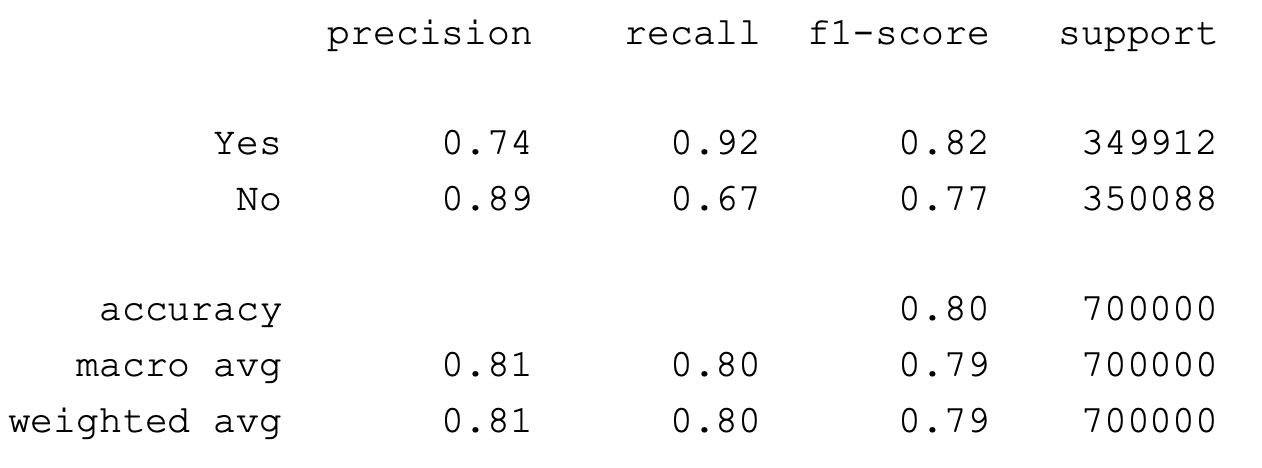 precision recall f1-score support
Yes 0.74 0.92 0.82 349912
No 0.89 0.67 0.77 350088
accuracy 0.80 700000
macro avg 0.81 0.80 0.79 700000
weighted avg 0.81 0.80 0.79 700000